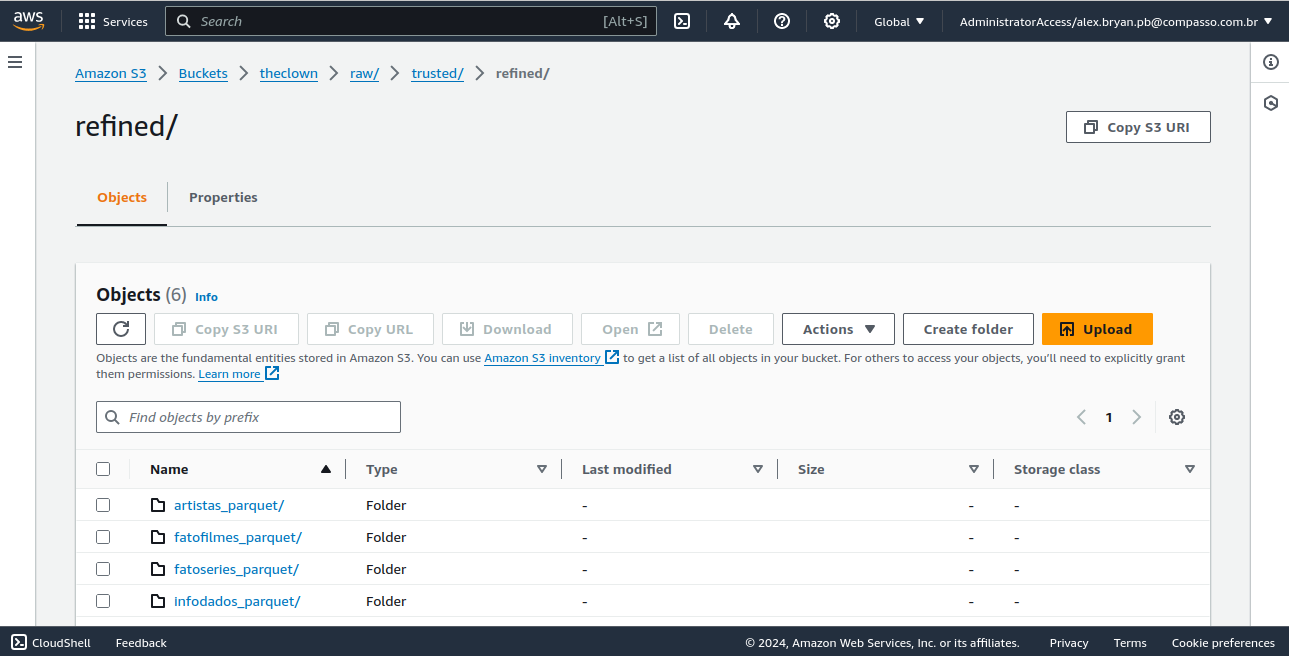 aws Services Search [Alt+S] Global AdministratorAccess/alex.bryan.pb@compasso.com.br
Amazon S3 Buckets theclown raw/ trusted/ refined/
refined/
Copy S3 URI
Objects Properties
Objects (6) Info
Copy S3 URI Copy URL Download Open Delete Actions Create folder Upload
Objects are the fundamental entities stored in Amazon S3. You can use Amazon S3 inventory to get a list of all objects in your bucket. For others to access your objects, you'll need to explicitly grant
them permissions. Learn more
Find objects by prefix 1
Name Type Last modified Size Storage class
artistas_parquet/ Folder - - -
fatofilmes_parquet/ Folder - - -
fatoseries_parquet/ Folder - - -
infodados_parquet/ Folder - - -
CloudShell Feedback © 2024, Amazon Web Services, Inc. or its affiliates. Privacy Terms Cookie preferences